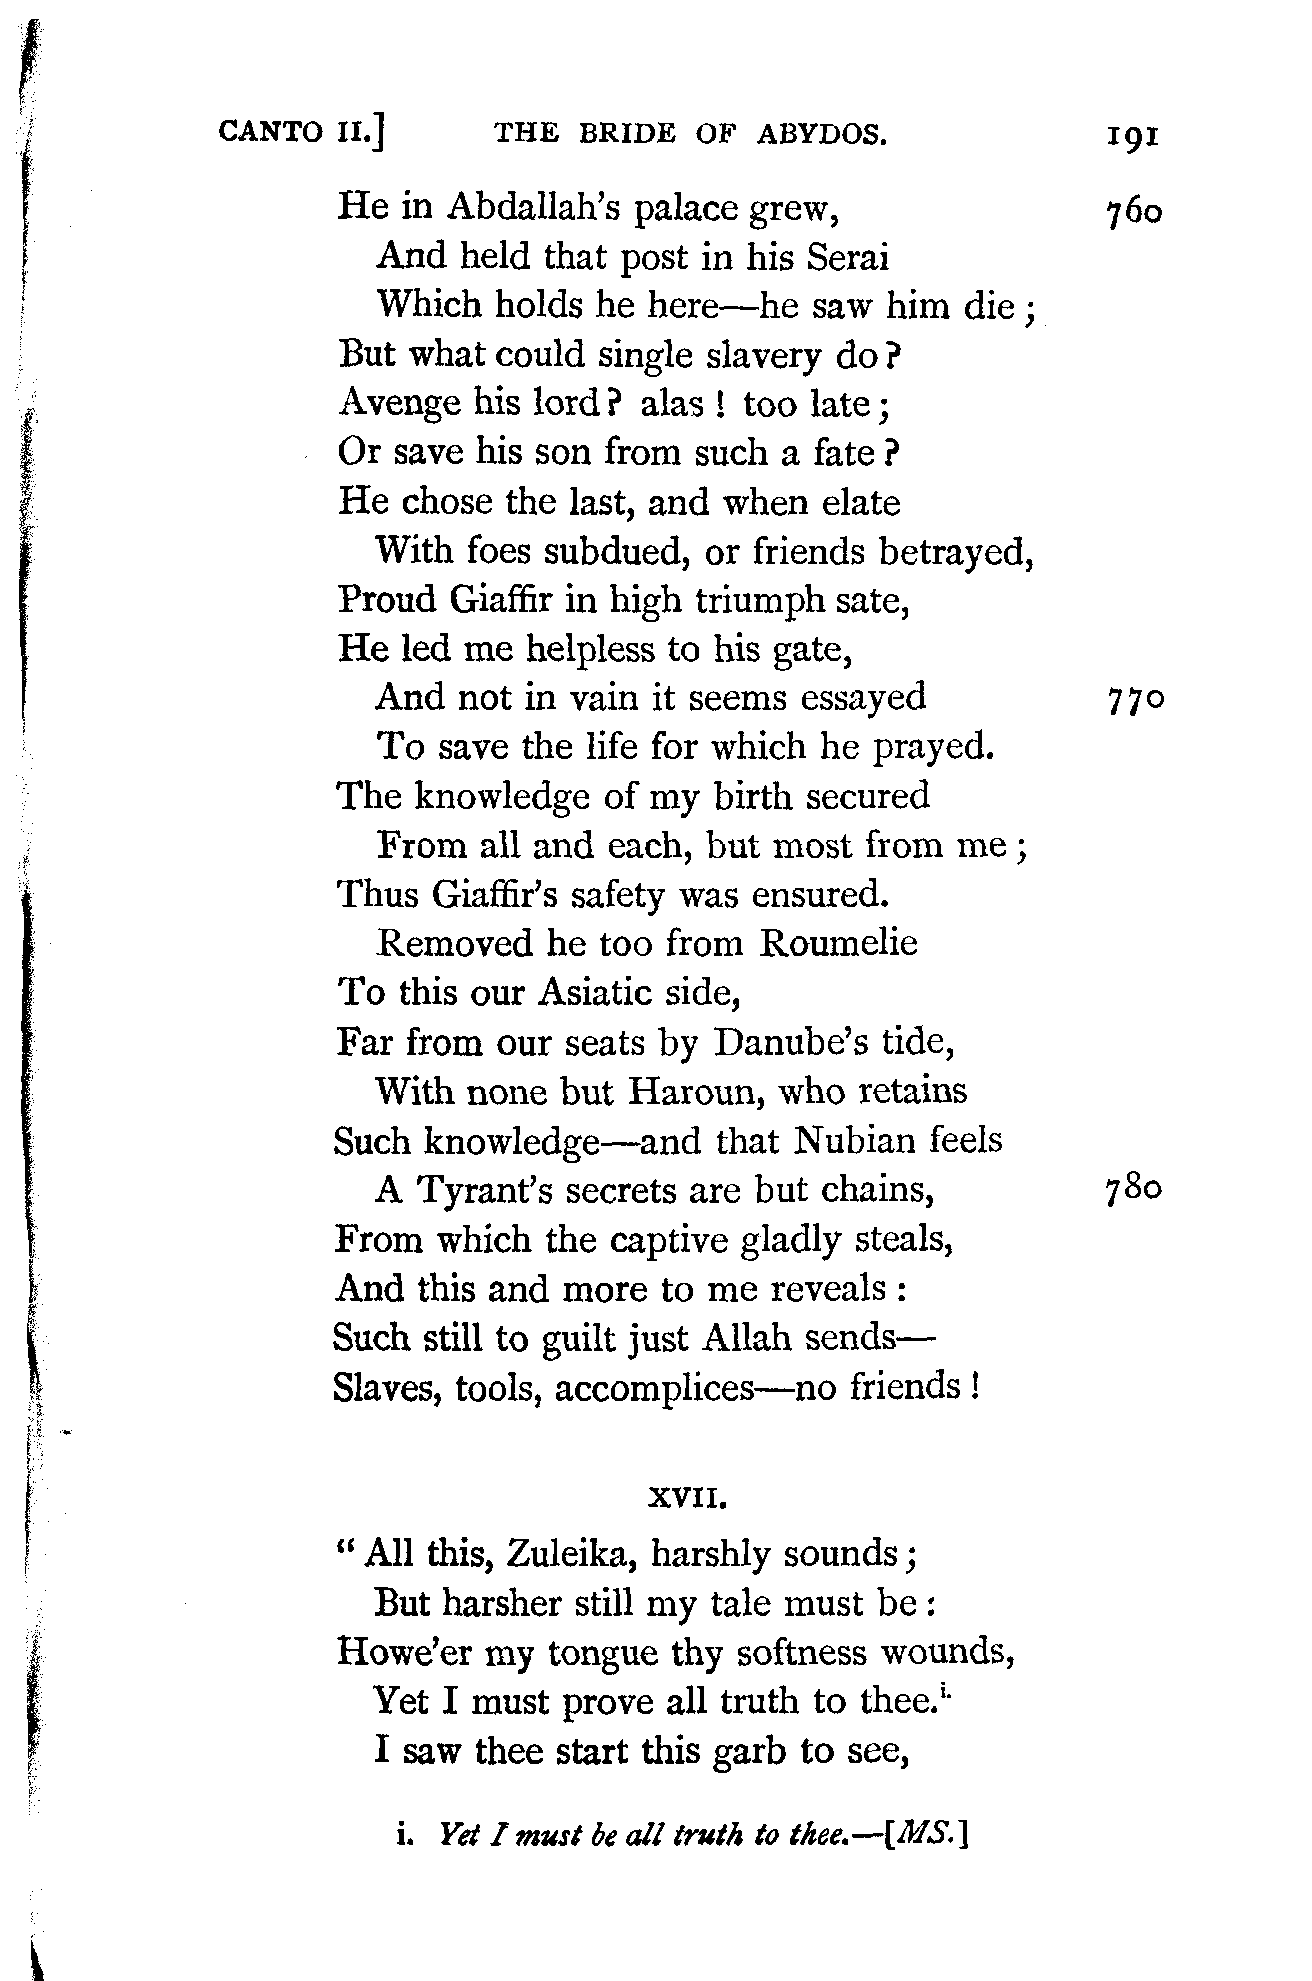 CANTO II.] THE BRIDE OF ABYDOS. 191
He in Abdallah's palace grew, 760
And held that post in his Serai
Which holds he here—he saw him die ;
But what could single slavery do ?
Avenge his lord ? alas ! too late ;
Or save his son from such a fate ?
He chose the last, and when elate
With foes subdued, or friends betrayed,
Proud Giaffir in high triumph sate,
He led me helpless to his gate,
And not in vain it seems essayed 770
To save the life for which he prayed.
The knowledge of my birth secured
From all and each, but most from me ;
Thus Giaffir's safety was ensured.
Removed he too from Roumelie
To this our Asiatic side,
Far from our seats by Danube's tide,
With none but Haroun, who retains
Such knowledge—and that Nubian feels
A Tyrant's secrets are but chains, 780
From which the captive gladly steals,
And this and more to me reveals :
Such still to guilt just Allah sends—
Slaves, tools, accomplices—no friends !
XVII.
“ All this, Zuleika, harshly sounds ;
But harsher still my tale must be :
Howe'er my tongue thy softness wounds,
Yet I must prove all truth to thee.i.
I saw thee start this garb to see,
i. Yet I must be all truth to thee.—[MS.]